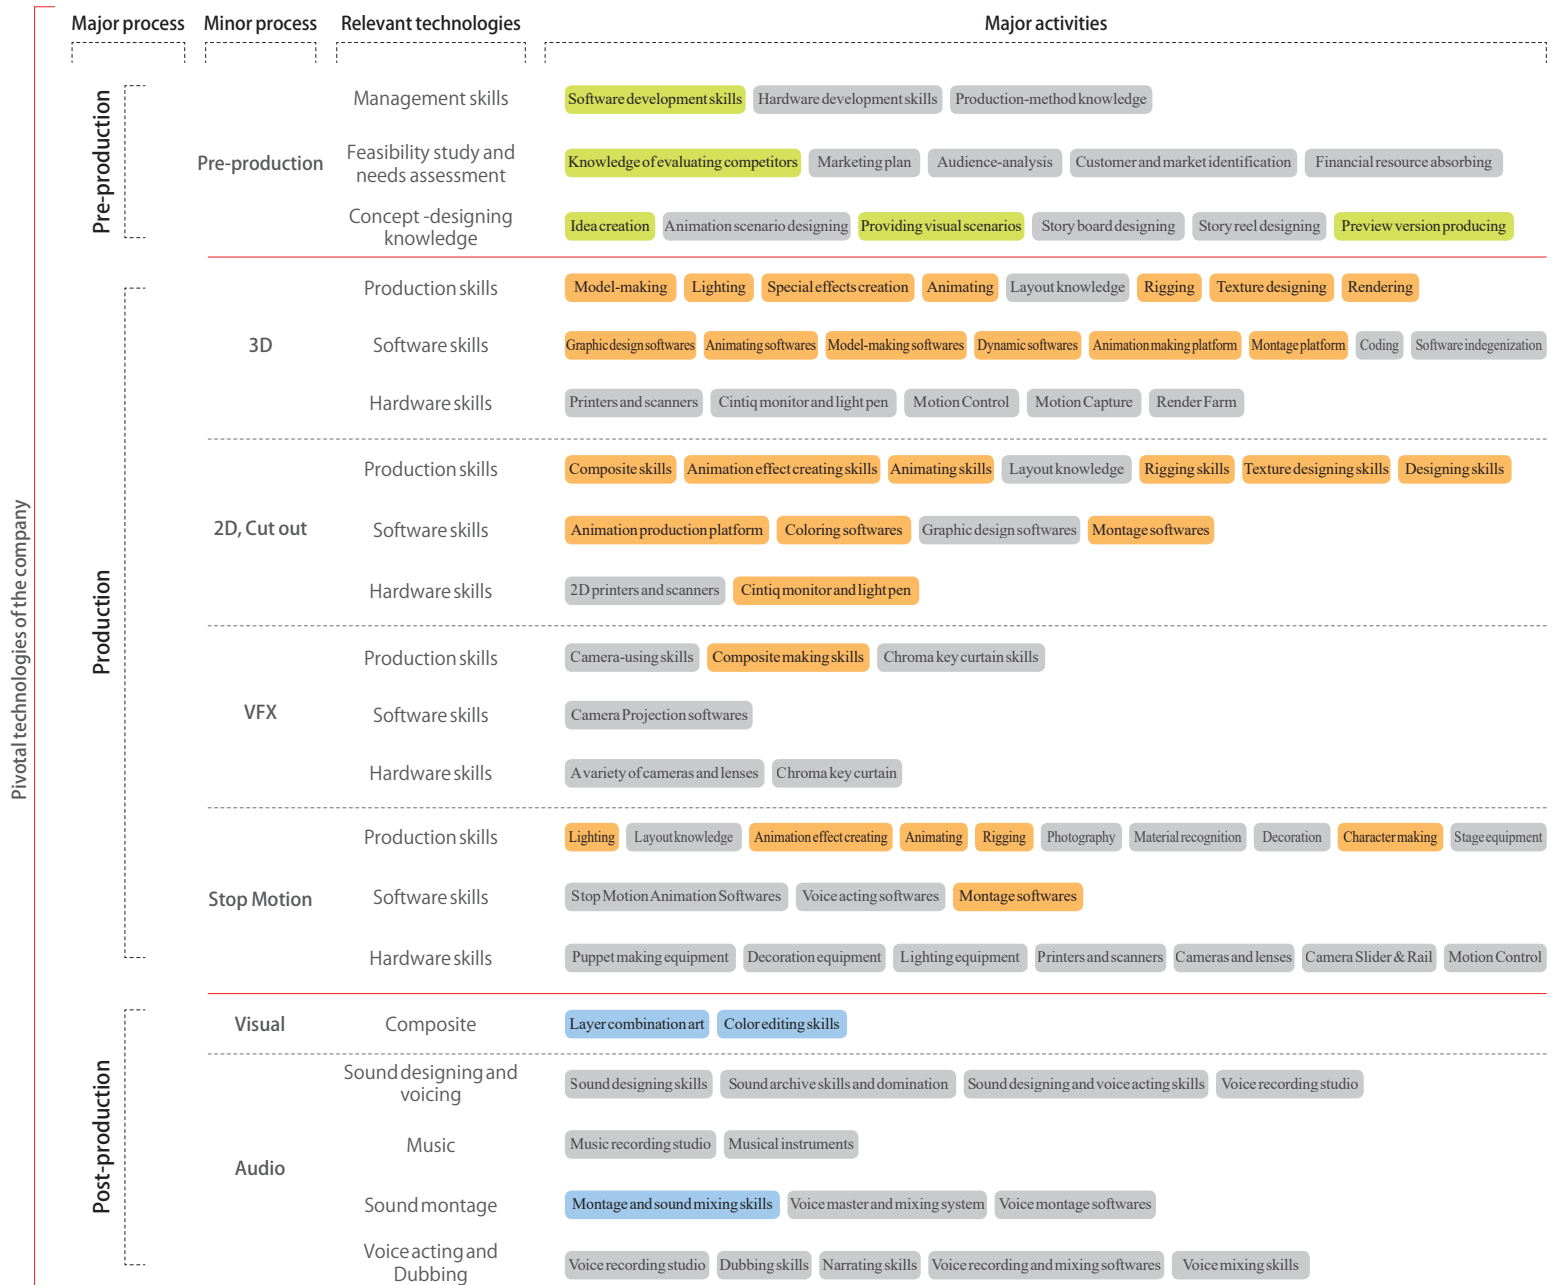 Major process Minor process Relevant technologies Major activities
Pivotal technologies of the company
Pre-production
Pre-production
Management skills
Software development skills Hardware development skills Production-method knowledge
Feasibility study and
needs assessment
Knowledge of evaluating competitors Marketing plan Audience-analysis Customer and market identification Financial resource absorbing
Concept -designing
knowledge
Idea creation Animation scenario designing Providing visual scenarios Story board designing Story reel designing Preview version producing
Production
3D
Production skills
Model-making Lighting Special effects creation Animating Layout knowledge Rigging Texture designing Rendering
Software skills
Graphic design softwares Animating softwares Model-making softwares Dynamic softwares Animation making platform Montage platform Coding Software indegenization
Hardware skills
Printers and scanners Cintiq monitor and light pen Motion Control Motion Capture Render Farm
2D, Cut out
Production skills
Composite skills Animation effect creating skills Animating skills Layout knowledge Rigging skills Texture designing skills Designing skills
Software skills
Animation production platform Coloring softwares Graphic design softwares Montage softwares
Hardware skills
2D printers and scanners Cintiq monitor and light pen
VFX
Production skills
Camera-using skills Composite making skills Chroma key curtain skills
Software skills
Camera Projection softwares
Hardware skills
A variety of cameras and lenses Chroma key curtain
Stop Motion
Production skills
Lighting Layout knowledge Animation effect creating Animating Rigging Photography Material recognition Decoration Character making Stage equipment
Software skills
Stop Motion Animation Softwares Voice acting softwares Montage softwares
Hardware skills
Puppet making equipment Decoration equipment Lighting equipment Printers and scanners Cameras and lenses Camera Slider & Rail Motion Control
Post-production
Visual
Composite
Layer combination art Color editing skills
Audio
Sound designing and
voicing
Sound designing skills Sound archive skills and domination Sound designing and voice acting skills Voice recording studio
Music
Music recording studio Musical instruments
Sound montage
Montage and sound mixing skills Voice master and mixing system Voice montage softwares
Voice acting and
Dubbing
Voice recording studio Dubbing skills Narrating skills Voice recording and mixing softwares Voice mixing skills